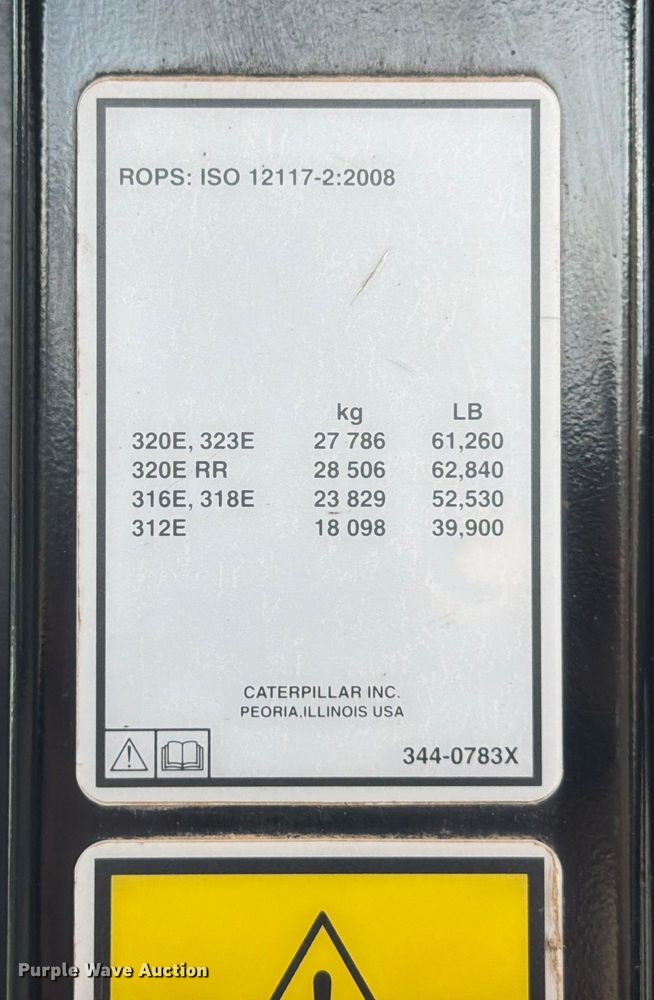 ROPS: ISO 12117-2:2008
kg LB
320E, 323E 27 786 61,260
320E RR 28 506 62,840
316E, 318E 23 829 52,530
312E 18 098 39,900
CATERPILLAR INC.
PEORIA,ILLINOIS USA
344-0783X
Purple Wave Auction